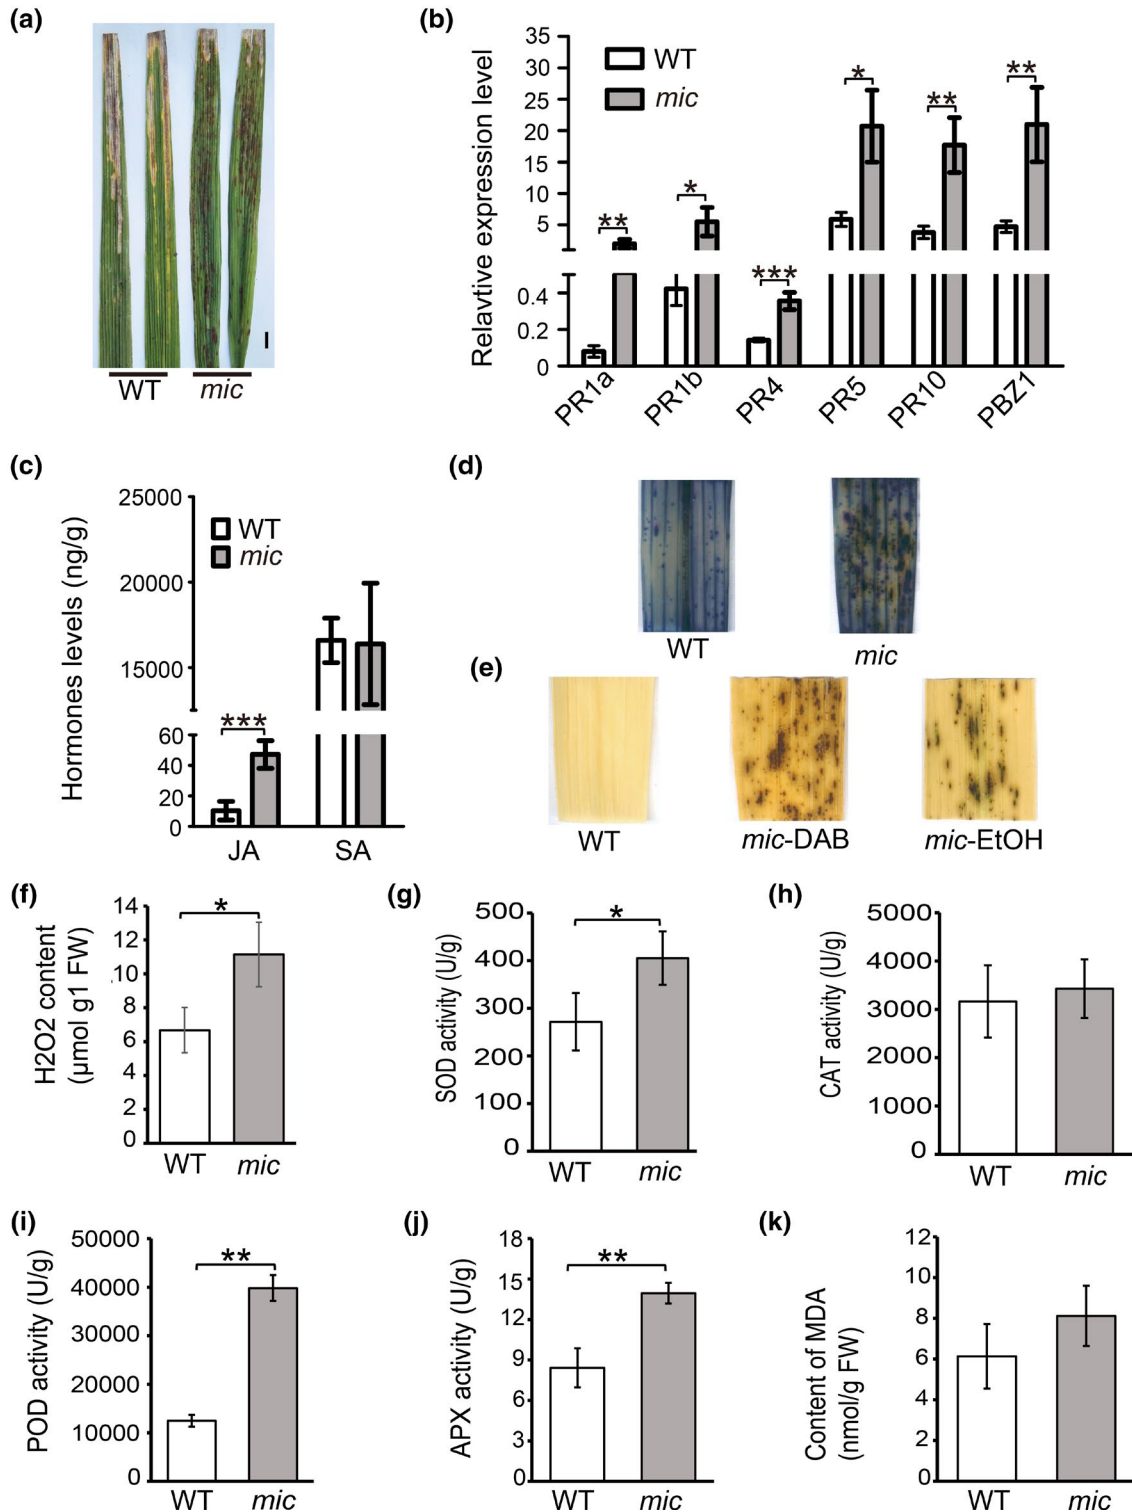 (a)
WT
mic
(b)
Relavtive expression level
35
30
25
20
15
10
5
0.4
0.2
0
WT
mic
**
*
***
*
**
**
PR1a
PR1b
PR4
PR5
PR10
PBZ1
(c)
Hormones levels (ng/g)
25000
20000
15000
60
40
20
0
WT
mic
***
JA
SA
(d)
WT
mic
(e)
WT
mic-DAB
mic-EtOH
(f)
H2O2 content
(µmol g1 FW)
14
12
10
8
6
4
2
0
*
WT
mic
(g)
SOD activity (U/g)
500
400
300
200
100
0
*
WT
mic
(h)
CAT activity (U/g)
5000
4000
3000
2000
1000
0
WT
mic
(i)
POD activity (U/g)
50000
40000
30000
20000
10000
0
**
WT
mic
(j)
APX activity (U/g)
18
15
12
9
6
3
0
**
WT
mic
(k)
Content of MDA
(nmol/g FW)
12
10
8
6
4
2
0
WT
mic